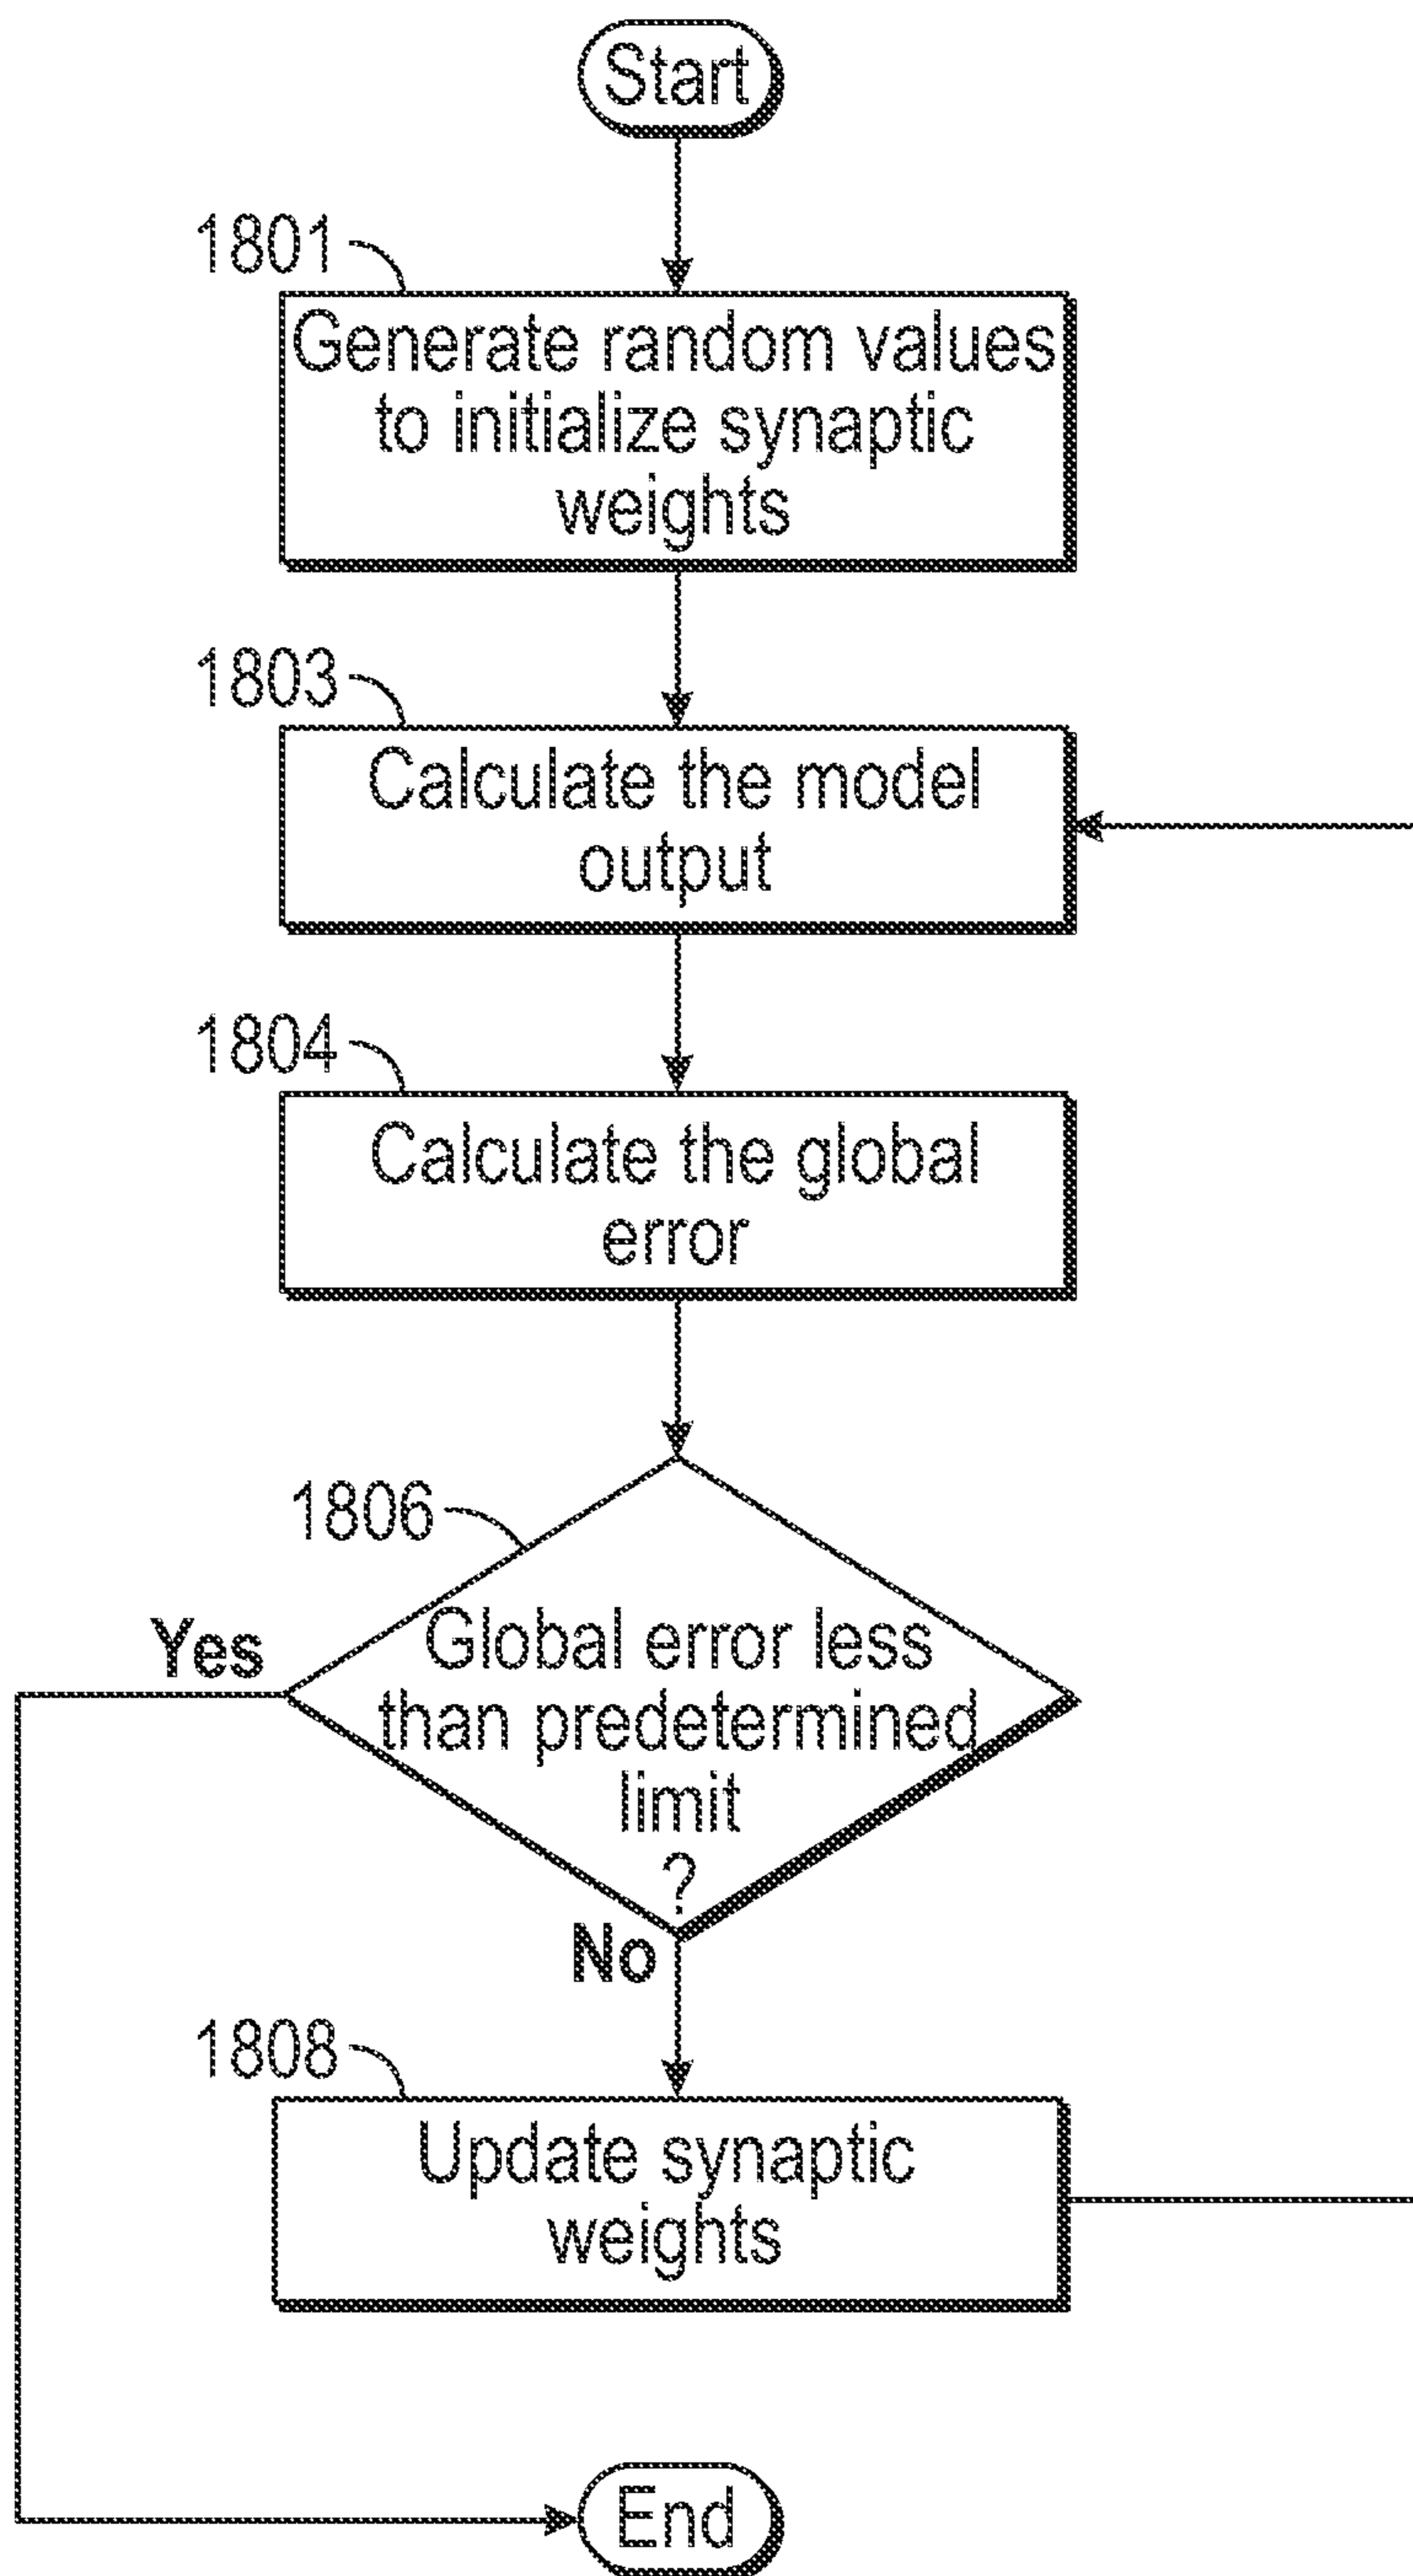 Start
1801
Generate random values
to initialize synaptic
weights
1803
Calculate the model
output
1804
Calculate the global
error
1806
Yes
Global error less
than predetermined
limit
?
No
1808
Update synaptic
weights
End